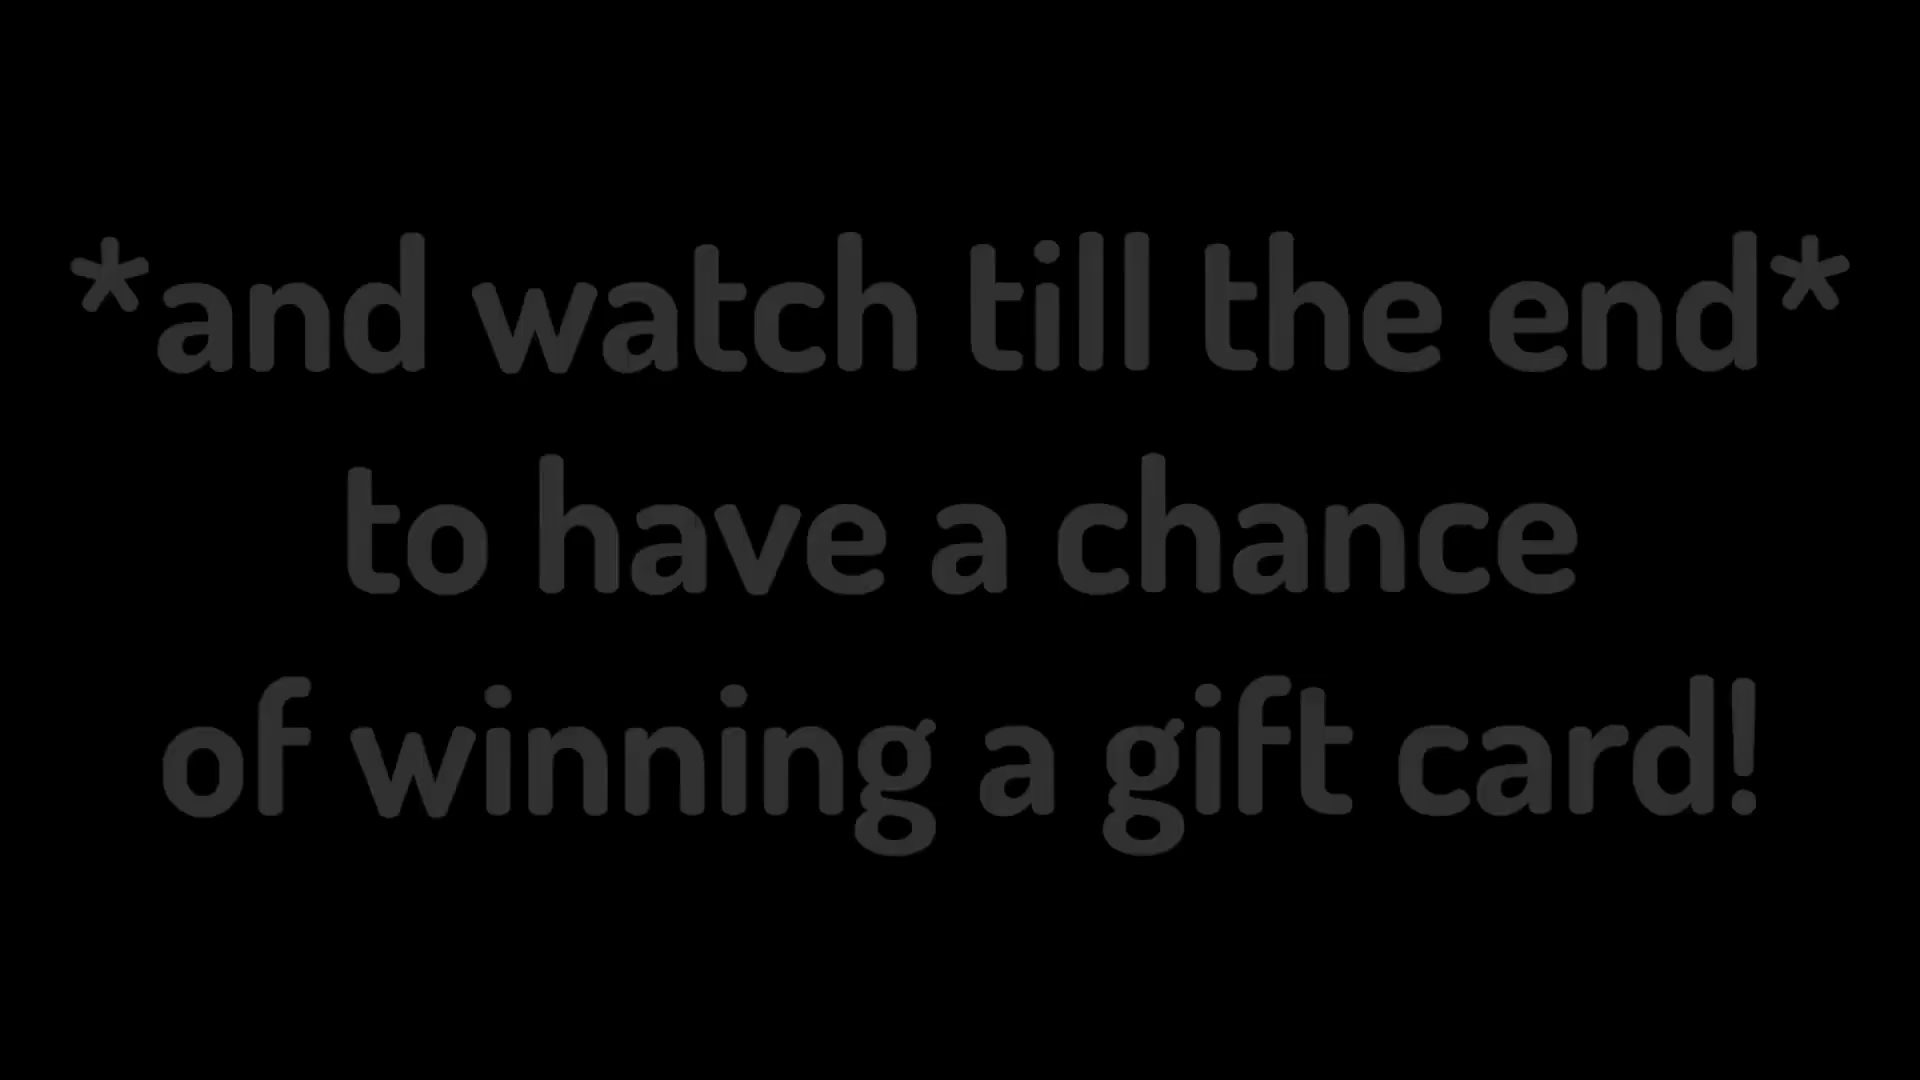 *and watch till the end*
to have a chance
of winning a gift card!